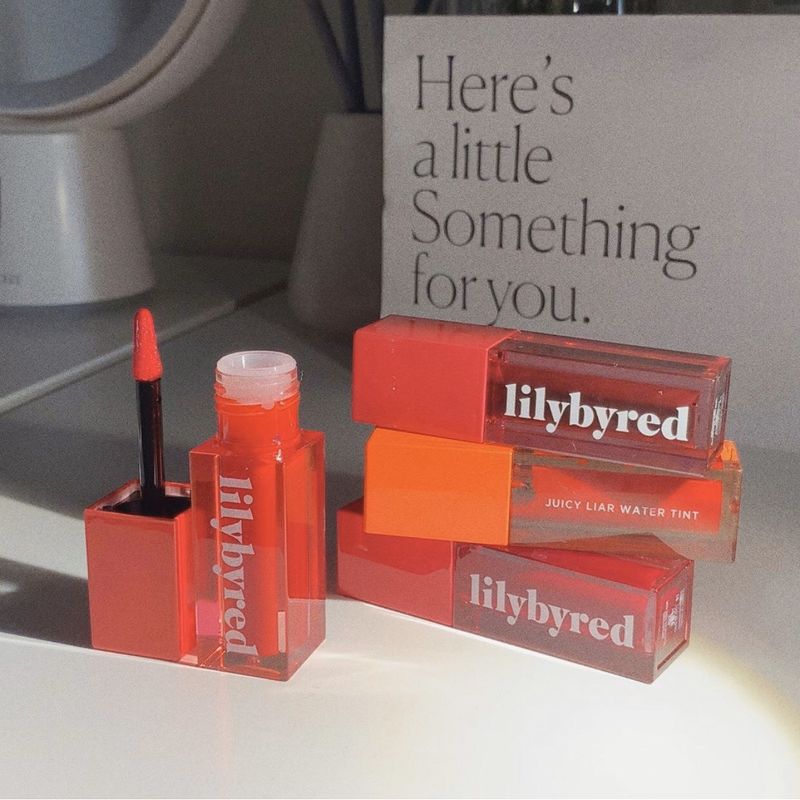 Here's
a little
Something
for you.
lilybyred
lilybyred
JUICY LIAR WATER TINT
lilybyred